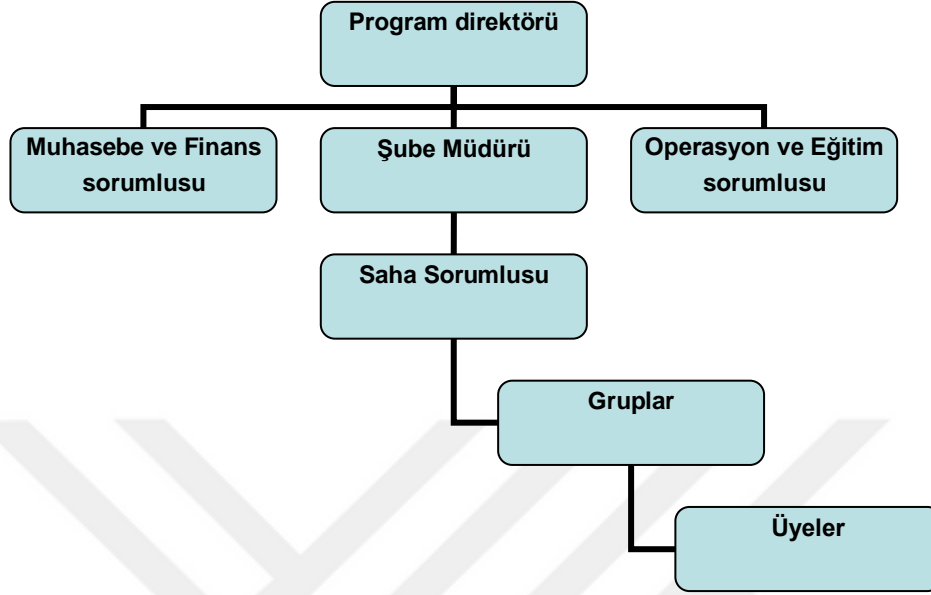 Program direktörü
Muhasebe ve Finans
sorumlusu
Şube Müdürü
Operasyon ve Eğitim
sorumlusu
Saha Sorumlusu
Gruplar
Üyeler